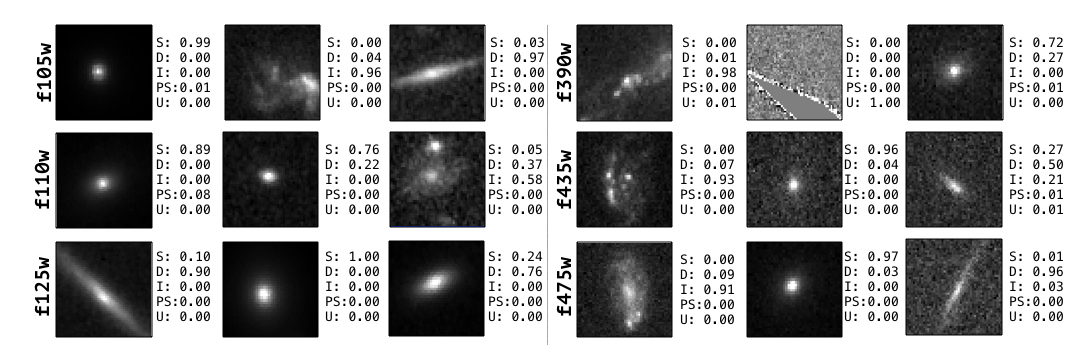 f105w
S: 0.99
D: 0.00
I: 0.00
PS:0.01
U: 0.00
S: 0.00
D: 0.04
I: 0.96
PS:0.00
U: 0.00
S: 0.03
D: 0.97
I: 0.00
PS:0.00
U: 0.00
f390w
S: 0.00
D: 0.01
I: 0.98
PS:0.00
U: 0.01
S: 0.00
D: 0.00
I: 0.00
PS:0.00
U: 1.00
S: 0.72
D: 0.27
I: 0.00
PS:0.01
U: 0.00
f110w
S: 0.89
D: 0.00
I: 0.00
PS:0.08
U: 0.00
S: 0.76
D: 0.22
I: 0.00
PS:0.00
U: 0.00
S: 0.05
D: 0.37
I: 0.58
PS:0.00
U: 0.00
f435w
S: 0.00
D: 0.07
I: 0.93
PS:0.00
U: 0.00
S: 0.96
D: 0.04
I: 0.00
PS:0.00
U: 0.00
S: 0.27
D: 0.50
I: 0.21
PS:0.01
U: 0.01
f125w
S: 0.10
D: 0.90
I: 0.00
PS:0.00
U: 0.00
S: 1.00
D: 0.00
I: 0.00
PS:0.00
U: 0.00
S: 0.24
D: 0.76
I: 0.00
PS:0.00
U: 0.00
f475w
S: 0.00
D: 0.09
I: 0.91
PS:0.00
U: 0.00
S: 0.97
D: 0.03
I: 0.00
PS:0.00
U: 0.00
S: 0.01
D: 0.96
I: 0.03
PS:0.00
U: 0.00